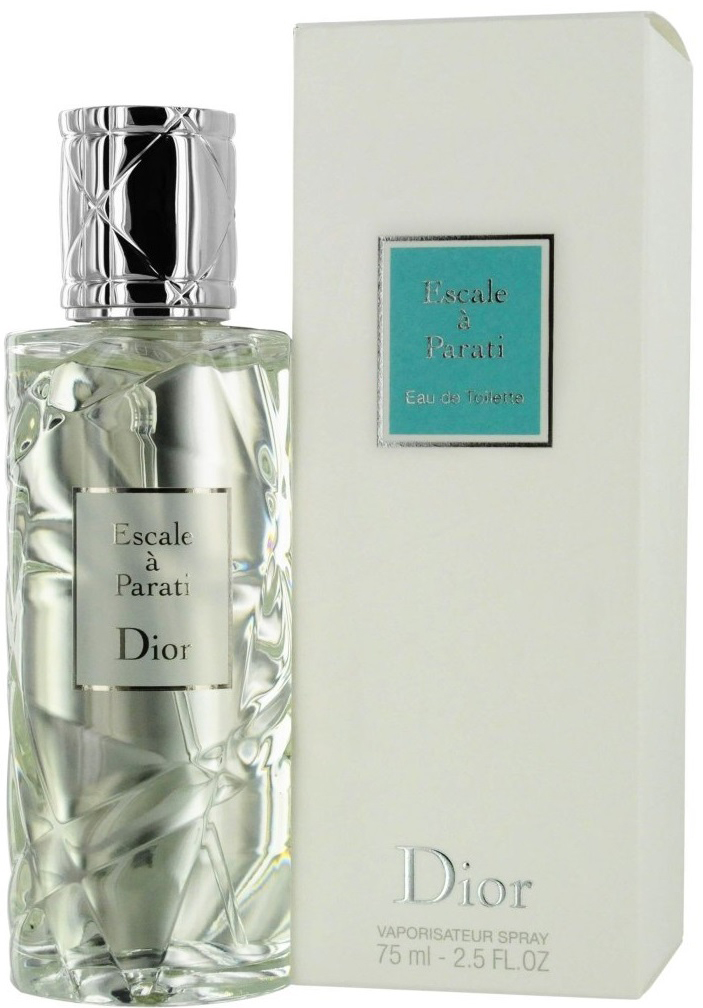 Escale
à
Parati
Dior
Escale
à
Parati
Eau de Toilette
Dior
VAPORISATEUR SPRAY
75 ml - 2.5 FL.OZ